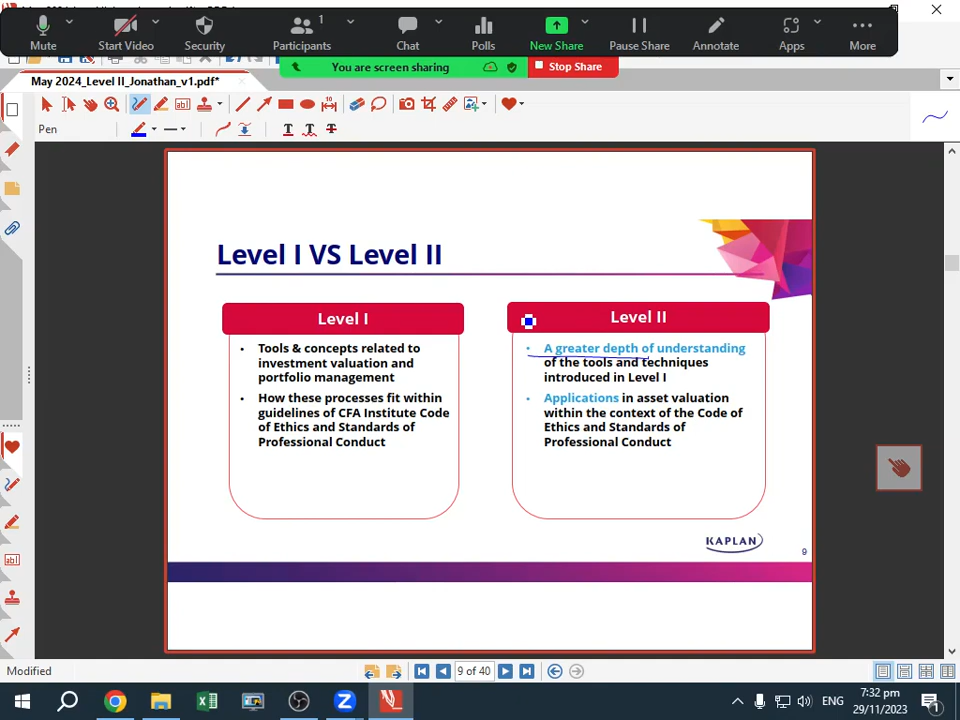 1
Mute
Start Video
Security
Participants
Chat
Polls
New Share
Pause Share
Annotate
Apps
More
You are screen sharing
Stop Share
May 2024_Level II_Jonathan_v1.pdf*
Pen
Level I VS Level II
Level I
• Tools & concepts related to
investment valuation and
portfolio management
• How these processes fit within
guidelines of CFA Institute Code
of Ethics and Standards of
Professional Conduct
Level II
• A greater depth of understanding
of the tools and techniques
introduced in Level I
• Applications in asset valuation
within the context of the Code of
Ethics and Standards of
Professional Conduct
KAPLAN
9
Modified
9 of 40
ENG
7:32 pm
29/11/2023
1